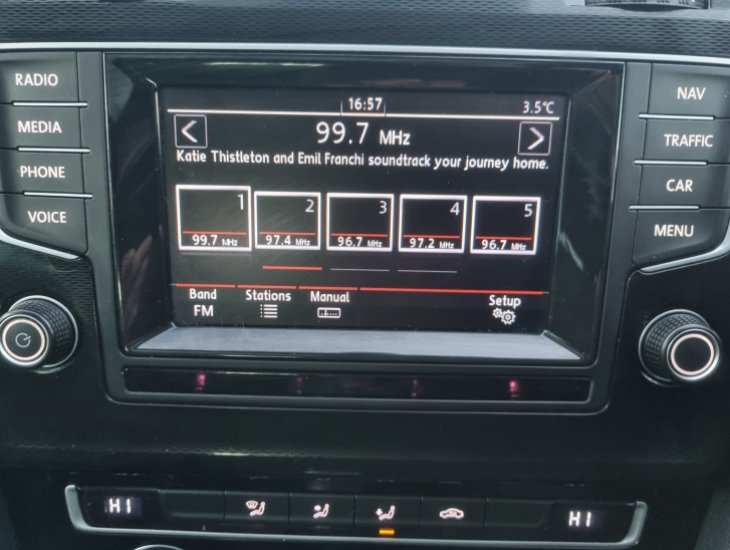 RADIO
MEDIA
PHONE
VOICE
NAV
TRAFFIC
CAR
MENU
16:57
3.5°C
99.7 MHz
Katie Thistleton and Emil Franchi soundtrack your journey home.
1 2 3 4 5
99.7 MHz 97.4 MHz 96.7 MHz 97.2 MHz 96.7 MHz
Band Stations Manual Setup
FM
HI HI